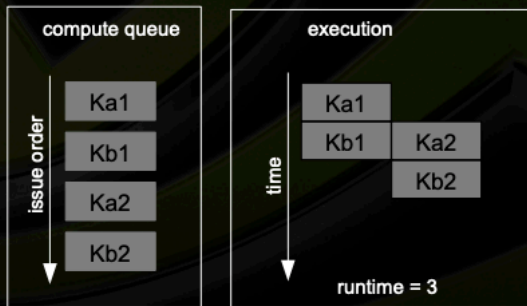 compute queue
issue order
Ka1
Kb1
Ka2
Kb2
execution
time
Ka1
Kb1 Ka2
Kb2
runtime = 3